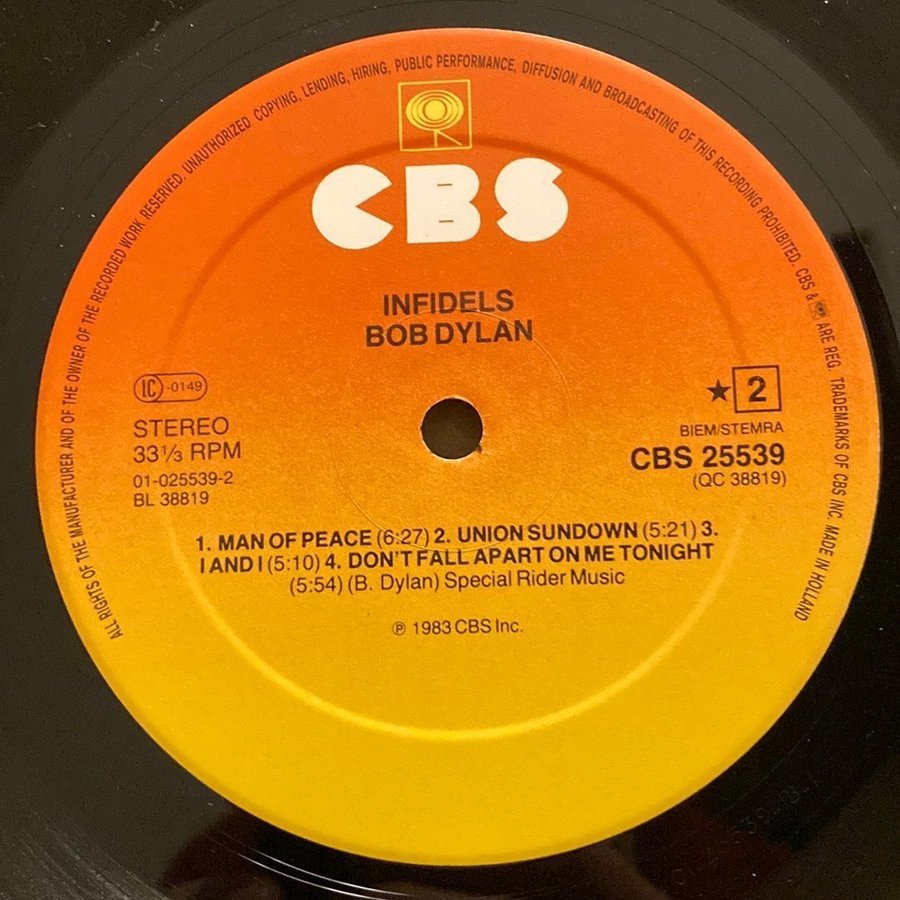 ALL RIGHTS OF THE MANUFACTURER AND OF THE OWNER OF THE RECORDED WORK RESERVED. UNAUTHORIZED COPYING, LENDING, HIRING, PUBLIC PERFORMANCE, DIFFUSION AND BROADCASTING OF THIS RECORDING PROHIBITED. CBS & ARE REG. TRADEMARKS OF CBS INC. MADE IN HOLLAND
CBS
INFIDELS
BOB DYLAN
LC -0149
STEREO
33⅓ RPM
01-025539-2
BL 38819
★ 2
BIEM/STEMRA
CBS 25539
(QC 38819)
1. MAN OF PEACE (6:27) 2. UNION SUNDOWN (5:21) 3.
I AND I (5:10) 4. DON'T FALL APART ON ME TONIGHT
(5:54) (B. Dylan) Special Rider Music
℗ 1983 CBS Inc.